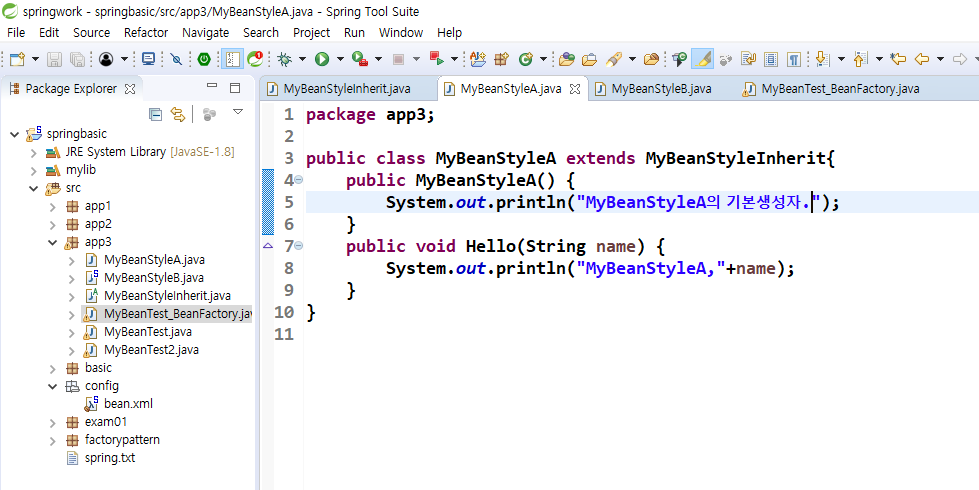 springwork - springbasic/src/app3/MyBeanStyleA.java - Spring Tool Suite
File Edit Source Refactor Navigate Search Project Run Window Help
Package Explorer
MyBeanStyleInherit.java MyBeanStyleA.java MyBeanStyleB.java MyBeanTest_BeanFactory.java
springbasic
JRE System Library [JavaSE-1.8]
mylib
src
app1
app2
app3
MyBeanStyleA.java
MyBeanStyleB.java
MyBeanStyleInherit.java
MyBeanTest_BeanFactory.jav
MyBeanTest.java
MyBeanTest2.java
basic
config
bean.xml
exam01
factorypattern
spring.txt
1 package app3;
2
3 public class MyBeanStyleA extends MyBeanStyleInherit{
4 public MyBeanStyleA() {
5 System.out.println("MyBeanStyleA의 기본생성자.");
6 }
7 public void Hello(String name) {
8 System.out.println("MyBeanStyleA,"+name);
9 }
10 }
11